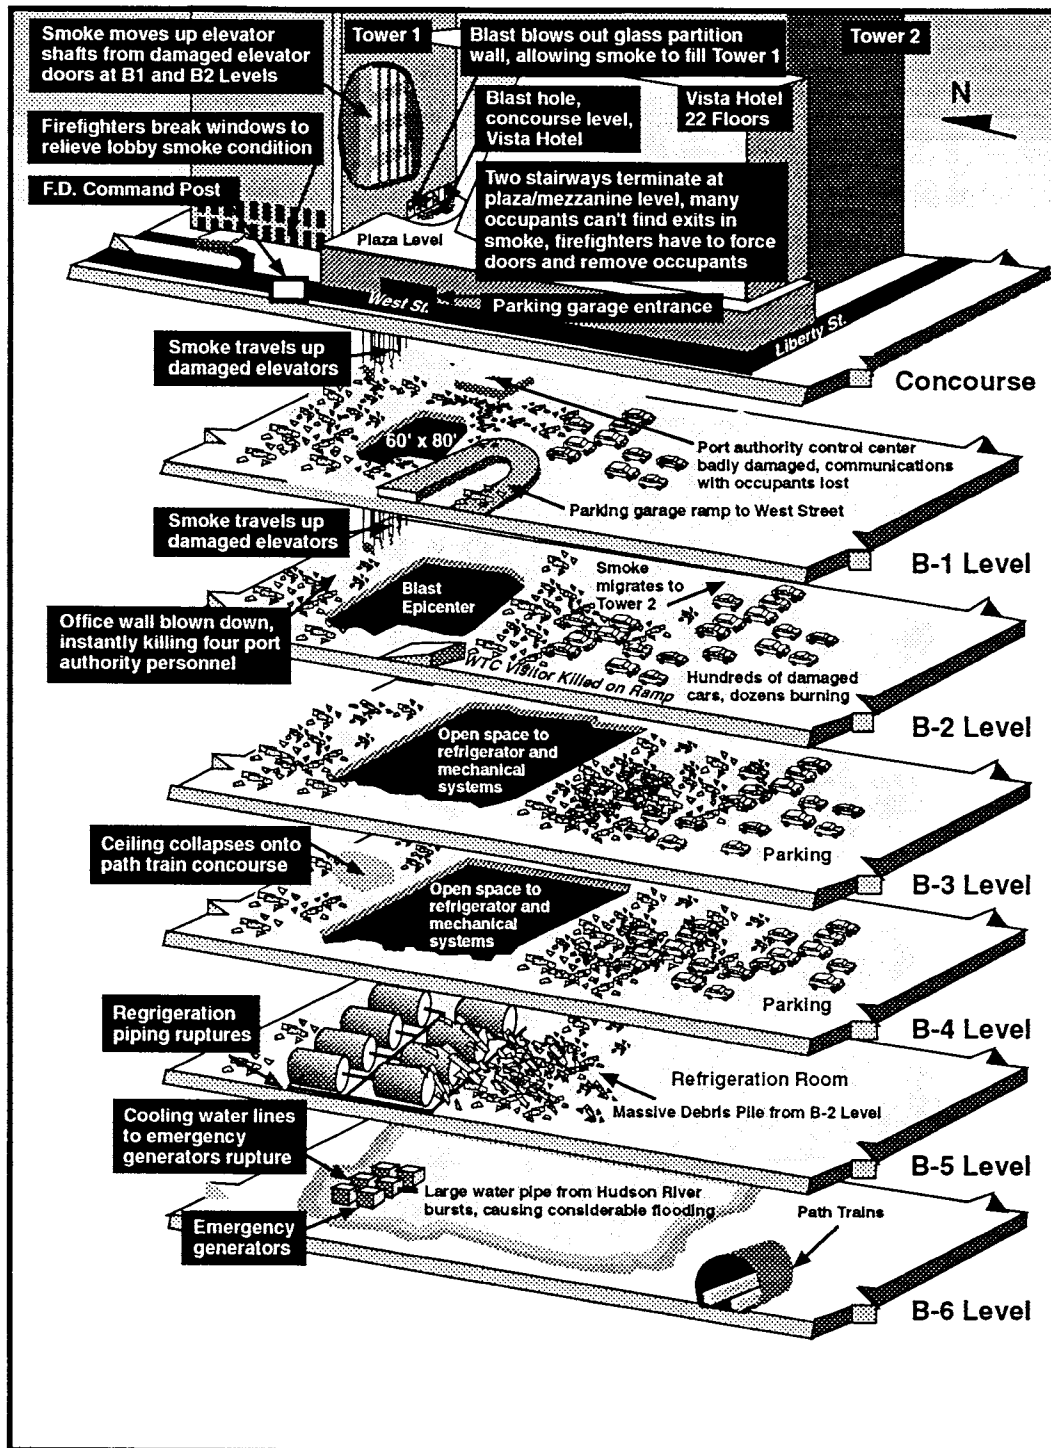 Smoke moves up elevator
shafts from damaged elevator
doors at B1 and B2 Levels
Tower 1
Blast blows out glass partition
wall, allowing smoke to fill Tower 1
Tower 2
Blast hole,
concourse level,
Vista Hotel
Vista Hotel
22 Floors
N
Firefighters break windows to
relieve lobby smoke condition
F.D. Command Post
Two stairways terminate at
plaza/mezzanine level, many
occupants can't find exits in
smoke, firefighters have to force
doors and remove occupants
Plaza Level
West St.
Parking garage entrance
Liberty St.
Concourse
Smoke travels up
damaged elevators
60' x 80'
Port authority control center
badly damaged, communications
with occupants lost
Parking garage ramp to West Street
B-1 Level
Smoke travels up
damaged elevators
Blast
Epicenter
Smoke
migrates to
Tower 2
Office wall blown down,
instantly killing four port
authority personnel
WTC Visitor Killed on Ramp
Hundreds of damaged
cars, dozens burning
B-2 Level
Open space to
refrigerator and
mechanical
systems
Parking
B-3 Level
Ceiling collapses onto
path train concourse
Open space to
refrigerator and
mechanical
systems
Parking
B-4 Level
Regrigeration
piping ruptures
Refrigeration Room
Massive Debris Pile from B-2 Level
B-5 Level
Cooling water lines
to emergency
generators rupture
Large water pipe from Hudson River
bursts, causing considerable flooding
Emergency
generators
Path Trains
B-6 Level